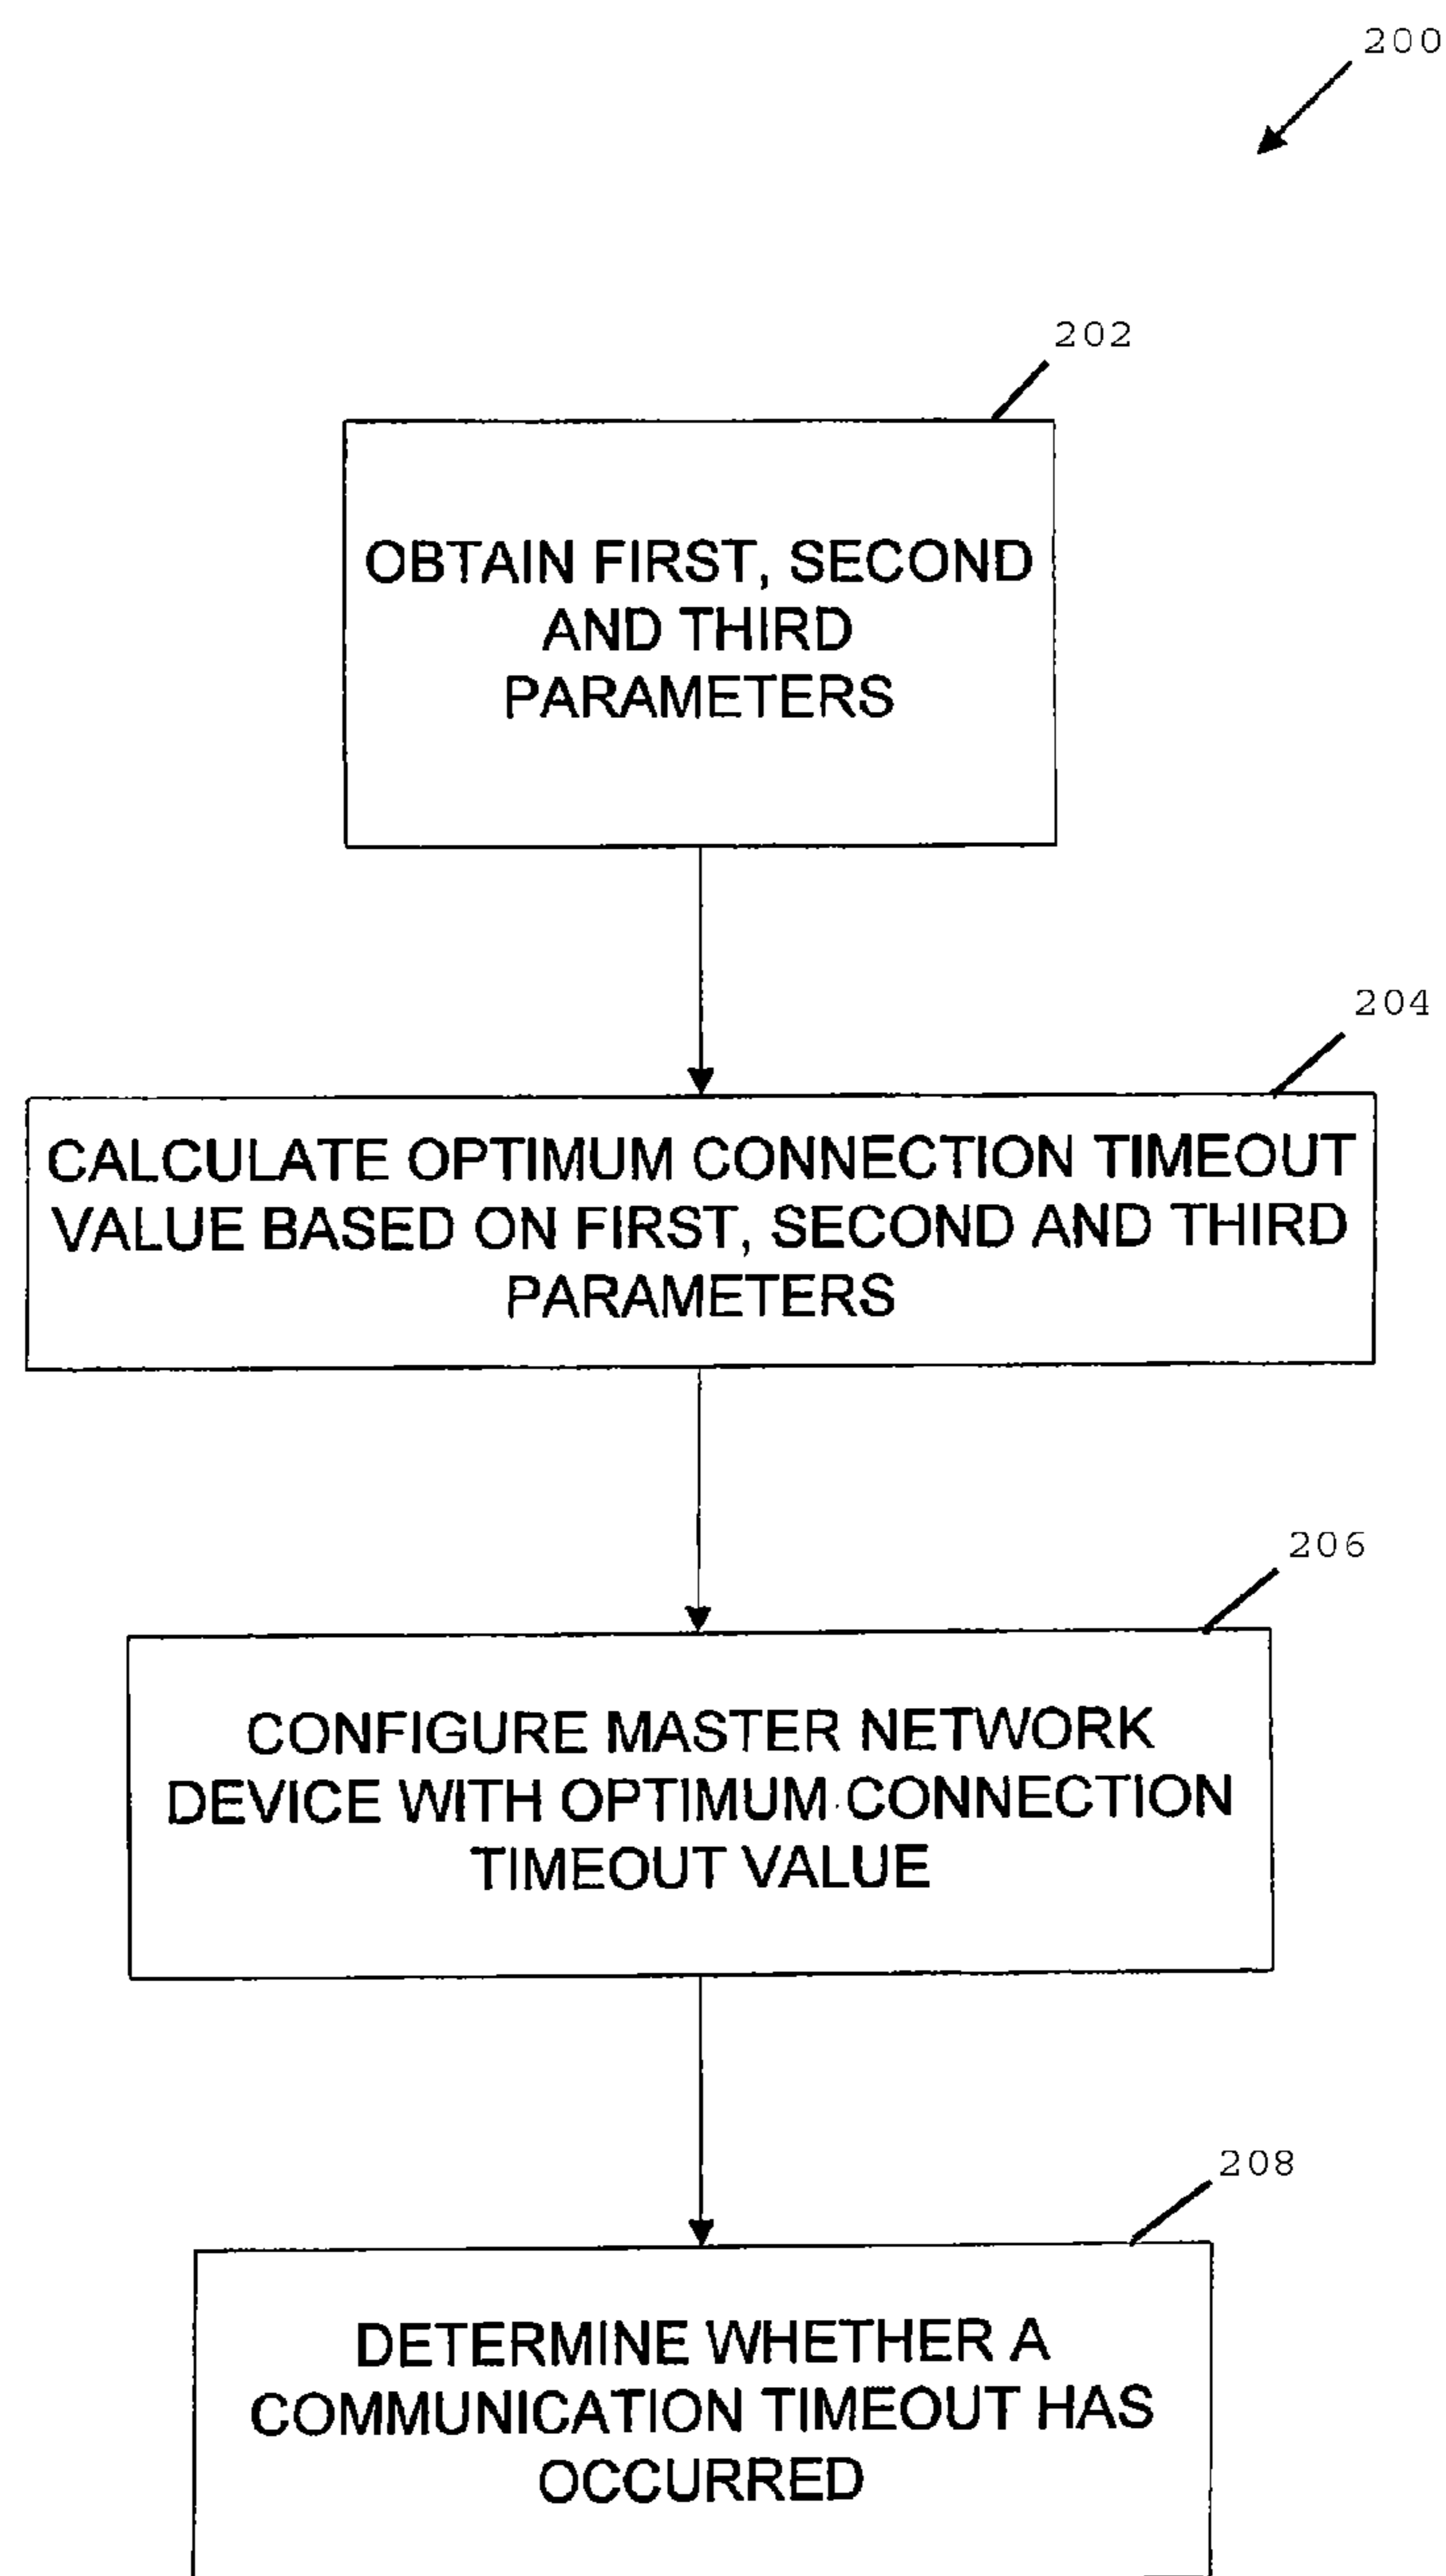 200
202
OBTAIN FIRST, SECOND
AND THIRD
PARAMETERS
204
CALCULATE OPTIMUM CONNECTION TIMEOUT
VALUE BASED ON FIRST, SECOND AND THIRD
PARAMETERS
206
CONFIGURE MASTER NETWORK
DEVICE WITH OPTIMUM CONNECTION
TIMEOUT VALUE
208
DETERMINE WHETHER A
COMMUNICATION TIMEOUT HAS
OCCURRED